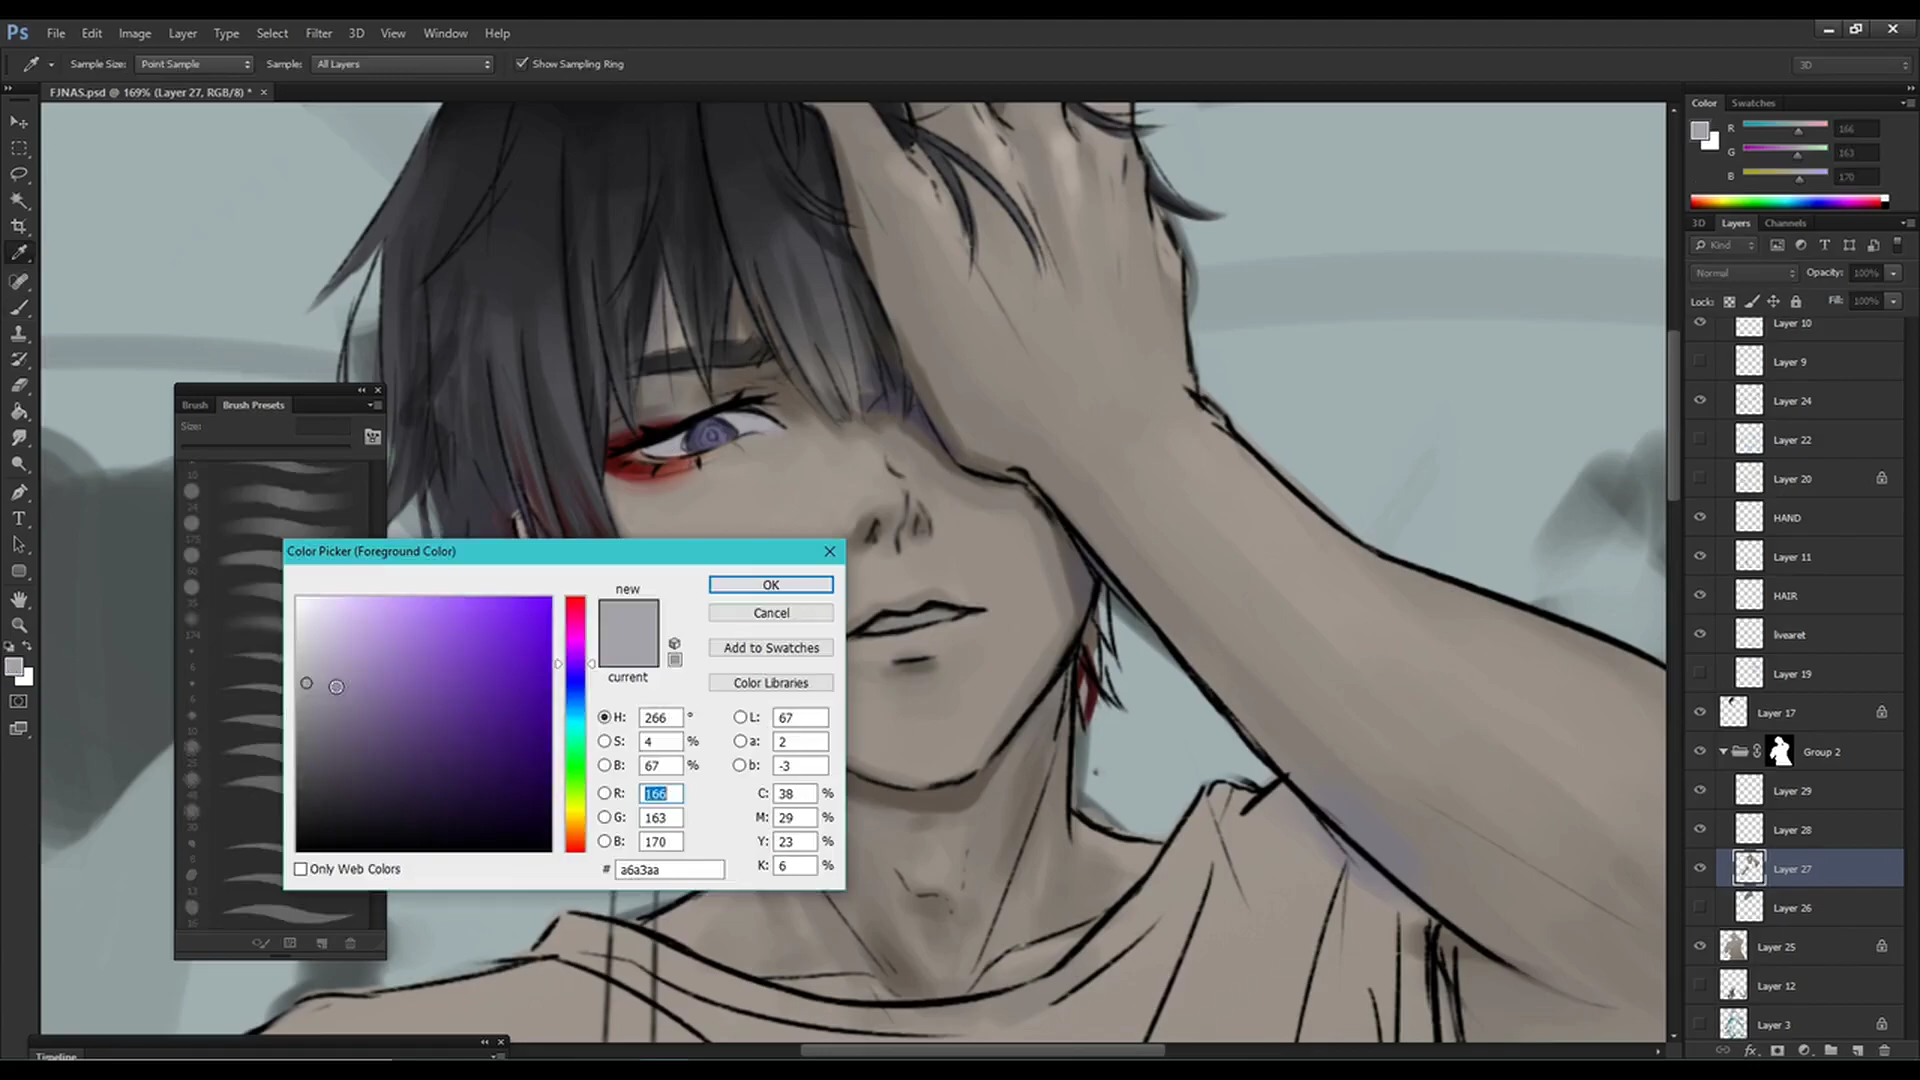 Ps File Edit Image Layer Type Select Filter 3D View Window Help
Sample Size: Point Sample Sample: All Layers Show Sampling Ring 3D
FJNAS.psd @ 169% (Layer 27, RGB/8) * ×
Color Swatches
R 166
G 163
B 170
3D Layers Channels
Kind
Normal Opacity: 100%
Lock: Fill: 100%
Layer 10
Layer 9
Layer 24
Layer 22
Layer 20
HAND
Layer 11
HAIR
livearet
Layer 19
Layer 17
Group 2
Layer 29
Layer 28
Layer 27
Layer 26
Layer 25
Layer 12
Layer 3
Brush Brush Presets
Size:
10
24
175
60
35
174
6
6
10
25
48
30
8
6
13
16
Color Picker (Foreground Color)
new
current
OK
Cancel
Add to Swatches
Color Libraries
H: 266 °
S: 4 %
B: 67 %
R: 166
G: 163
B: 170
L: 67
a: 2
b: -3
C: 38 %
M: 29 %
Y: 23 %
K: 6 %
Only Web Colors
# a6a3aa
Timeline